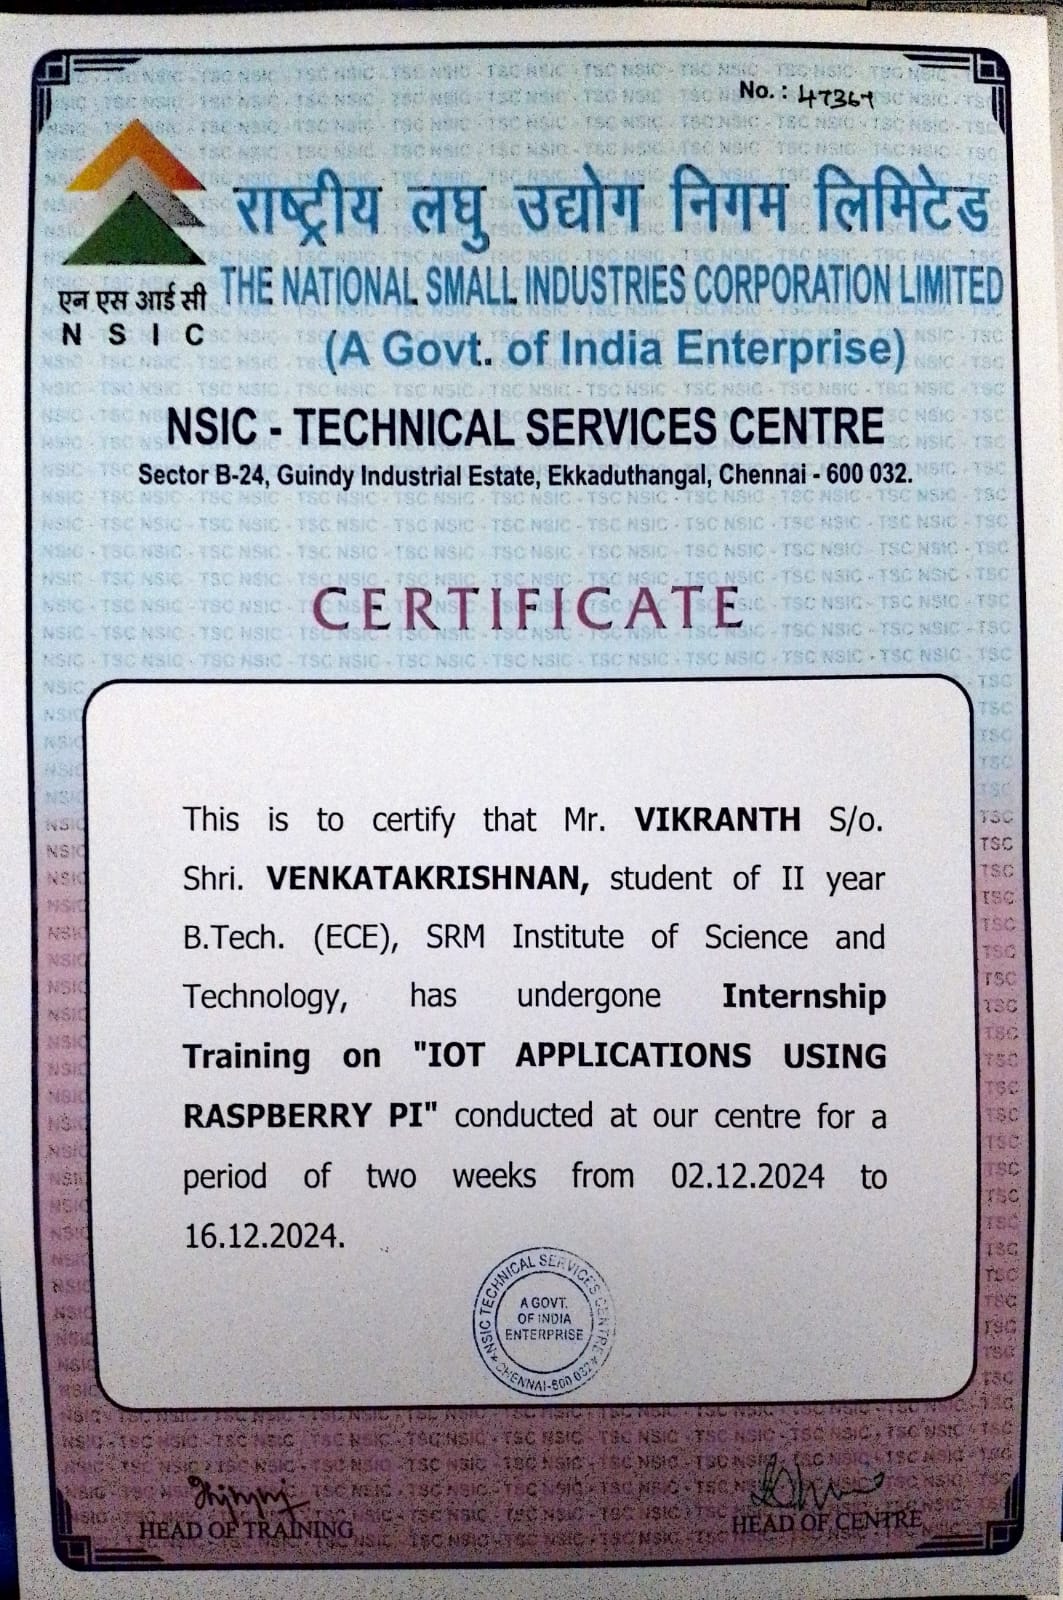 No.: 47367
राष्ट्रीय लघु उद्योग निगम लिमिटेड
एन एस आई सी
N S I C
THE NATIONAL SMALL INDUSTRIES CORPORATION LIMITED
(A Govt. of India Enterprise)
NSIC - TECHNICAL SERVICES CENTRE
Sector B-24, Guindy Industrial Estate, Ekkaduthangal, Chennai - 600 032.
CERTIFICATE
This is to certify that Mr. VIKRANTH S/o.
Shri. VENKATAKRISHNAN, student of II year
B.Tech. (ECE), SRM Institute of Science and
Technology, has undergone Internship
Training on "IOT APPLICATIONS USING
RASPBERRY PI" conducted at our centre for a
period of two weeks from 02.12.2024 to
16.12.2024.
NSIC TECHNICAL SERVICES CENTRE
A GOVT.
OF INDIA
ENTERPRISE
CHENNAI-600 032
HEAD OF TRAINING
HEAD OF CENTRE